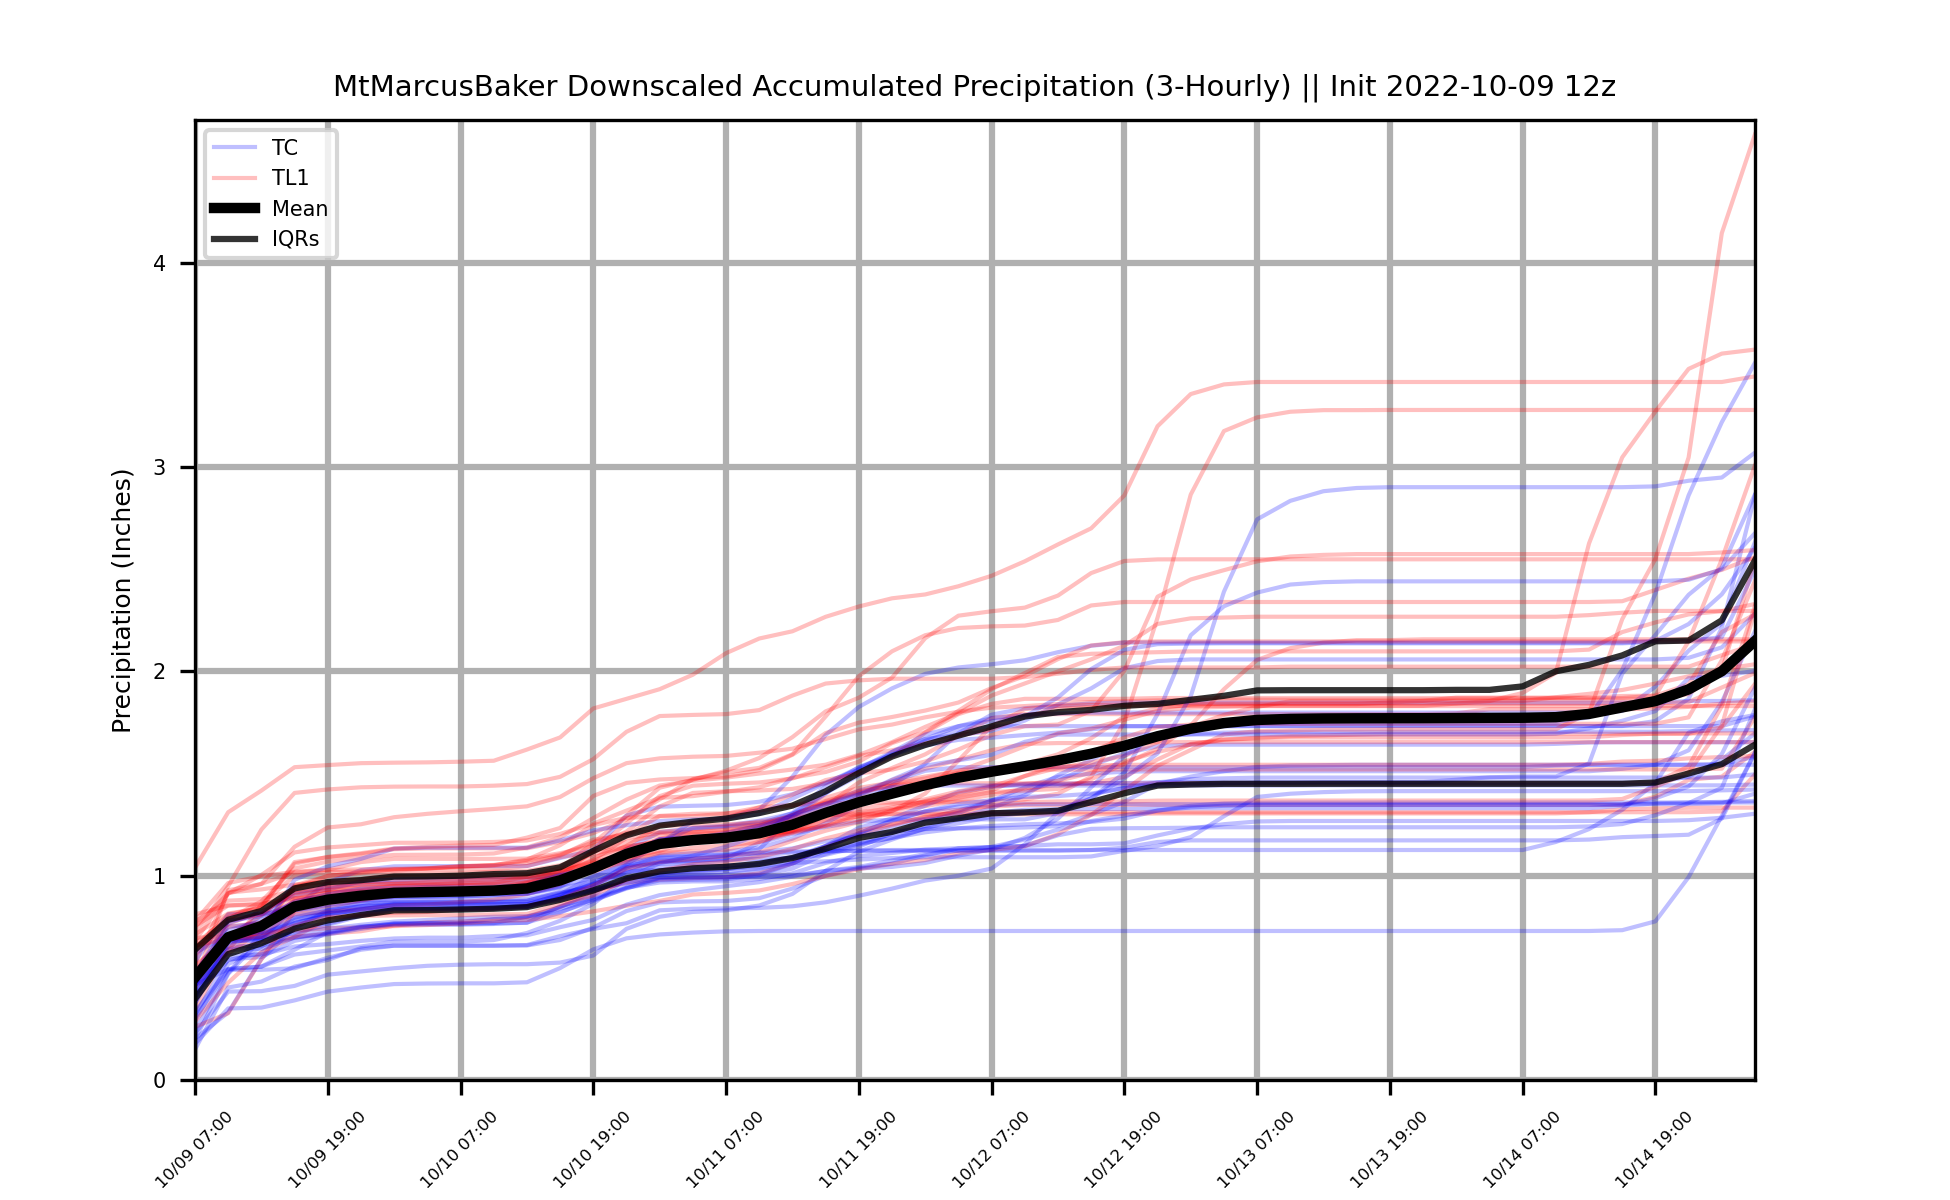 MtMarcusBaker Downscaled Accumulated Precipitation (3-Hourly) || Init 2022-10-09 12z
TC
TL1
Mean
IQRs
Precipitation (Inches)
4
3
2
1
0
10/09 07:00
10/09 19:00
10/10 07:00
10/10 19:00
10/11 07:00
10/11 19:00
10/12 07:00
10/12 19:00
10/13 07:00
10/13 19:00
10/14 07:00
10/14 19:00